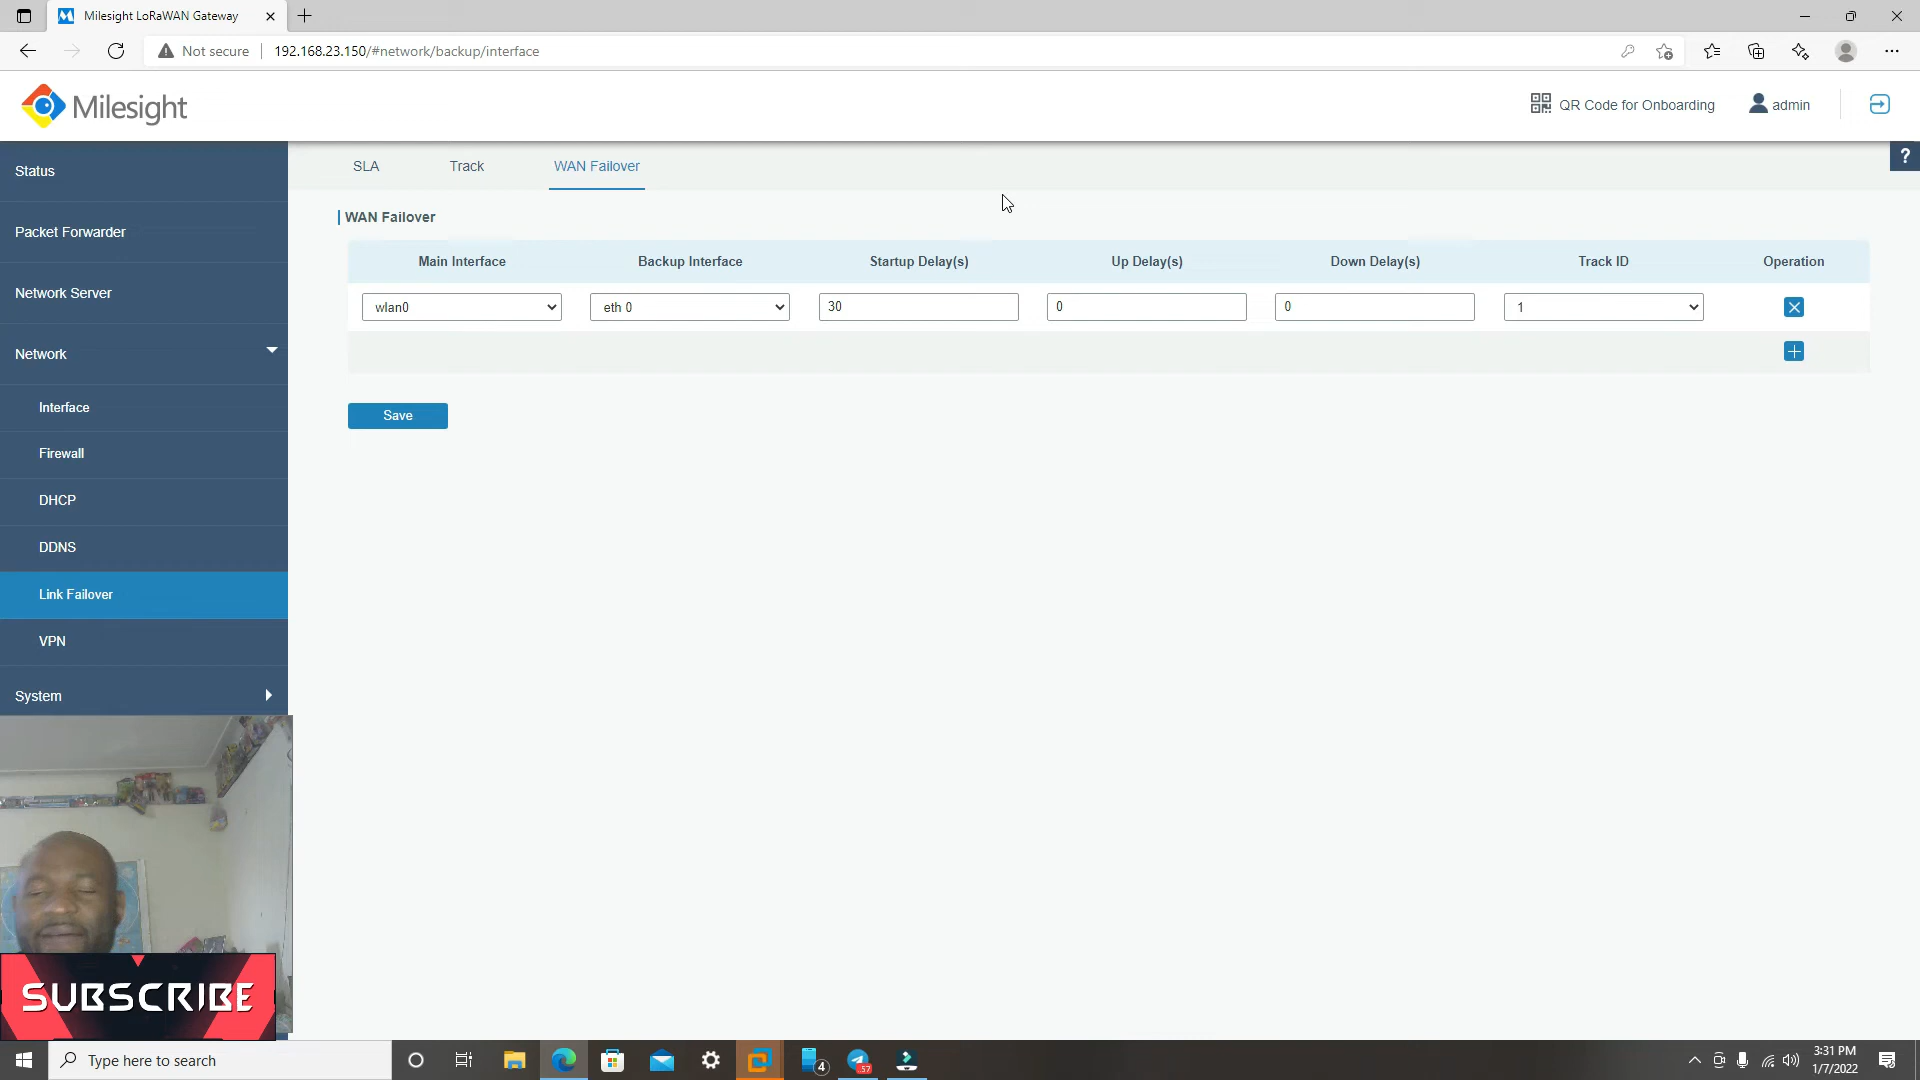 Milesight LoRaWAN Gateway
Not secure
192.168.23.150/#network/backup/interface
Milesight
QR Code for Onboarding
admin
?
Status
Packet Forwarder
Network Server
Network
Interface
Firewall
DHCP
DDNS
Link Failover
VPN
System
SLA
Track
WAN Failover
WAN Failover
Main Interface
Backup Interface
Startup Delay(s)
Up Delay(s)
Down Delay(s)
Track ID
Operation
wlan0
eth 0
30
0
0
1
Save
SUBSCRIBE
Type here to search
4
57
3:31 PM
1/7/2022